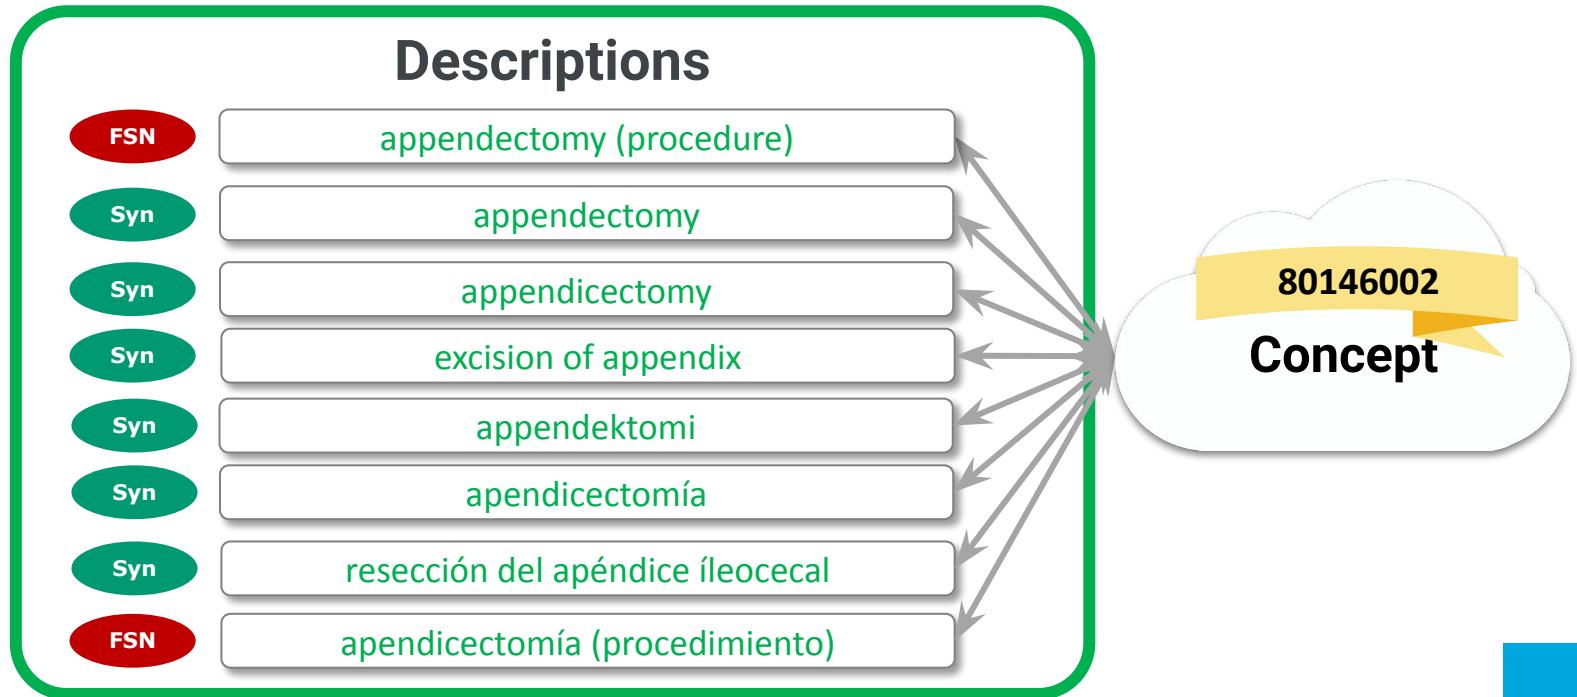 Descriptions
FSN appendectomy (procedure)
Syn appendectomy
Syn appendicectomy
Syn excision of appendix
Syn appendektomi
Syn apendicectomía
Syn resección del apéndice íleocecal
FSN apendicectomía (procedimiento)
80146002
Concept